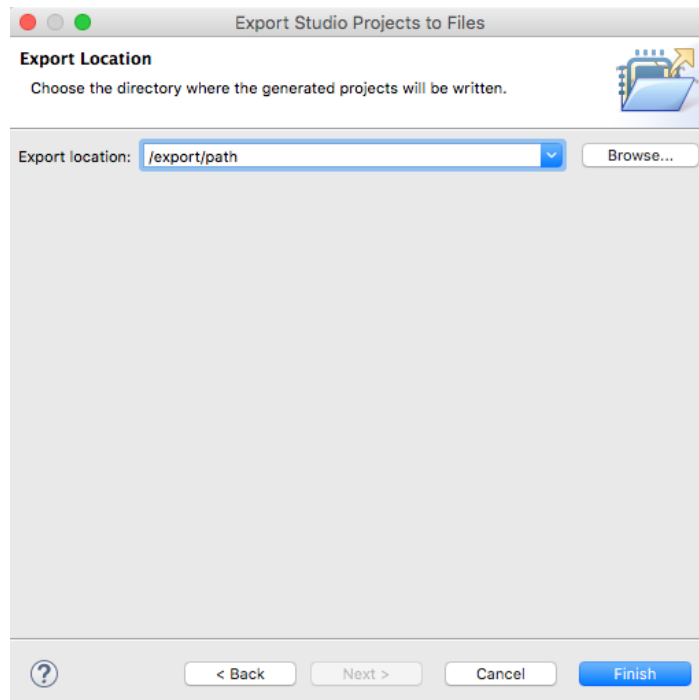 Export Studio Projects to Files
Export Location
Choose the directory where the generated projects will be written.
Export location: /export/path Browse...
? < Back Next > Cancel Finish